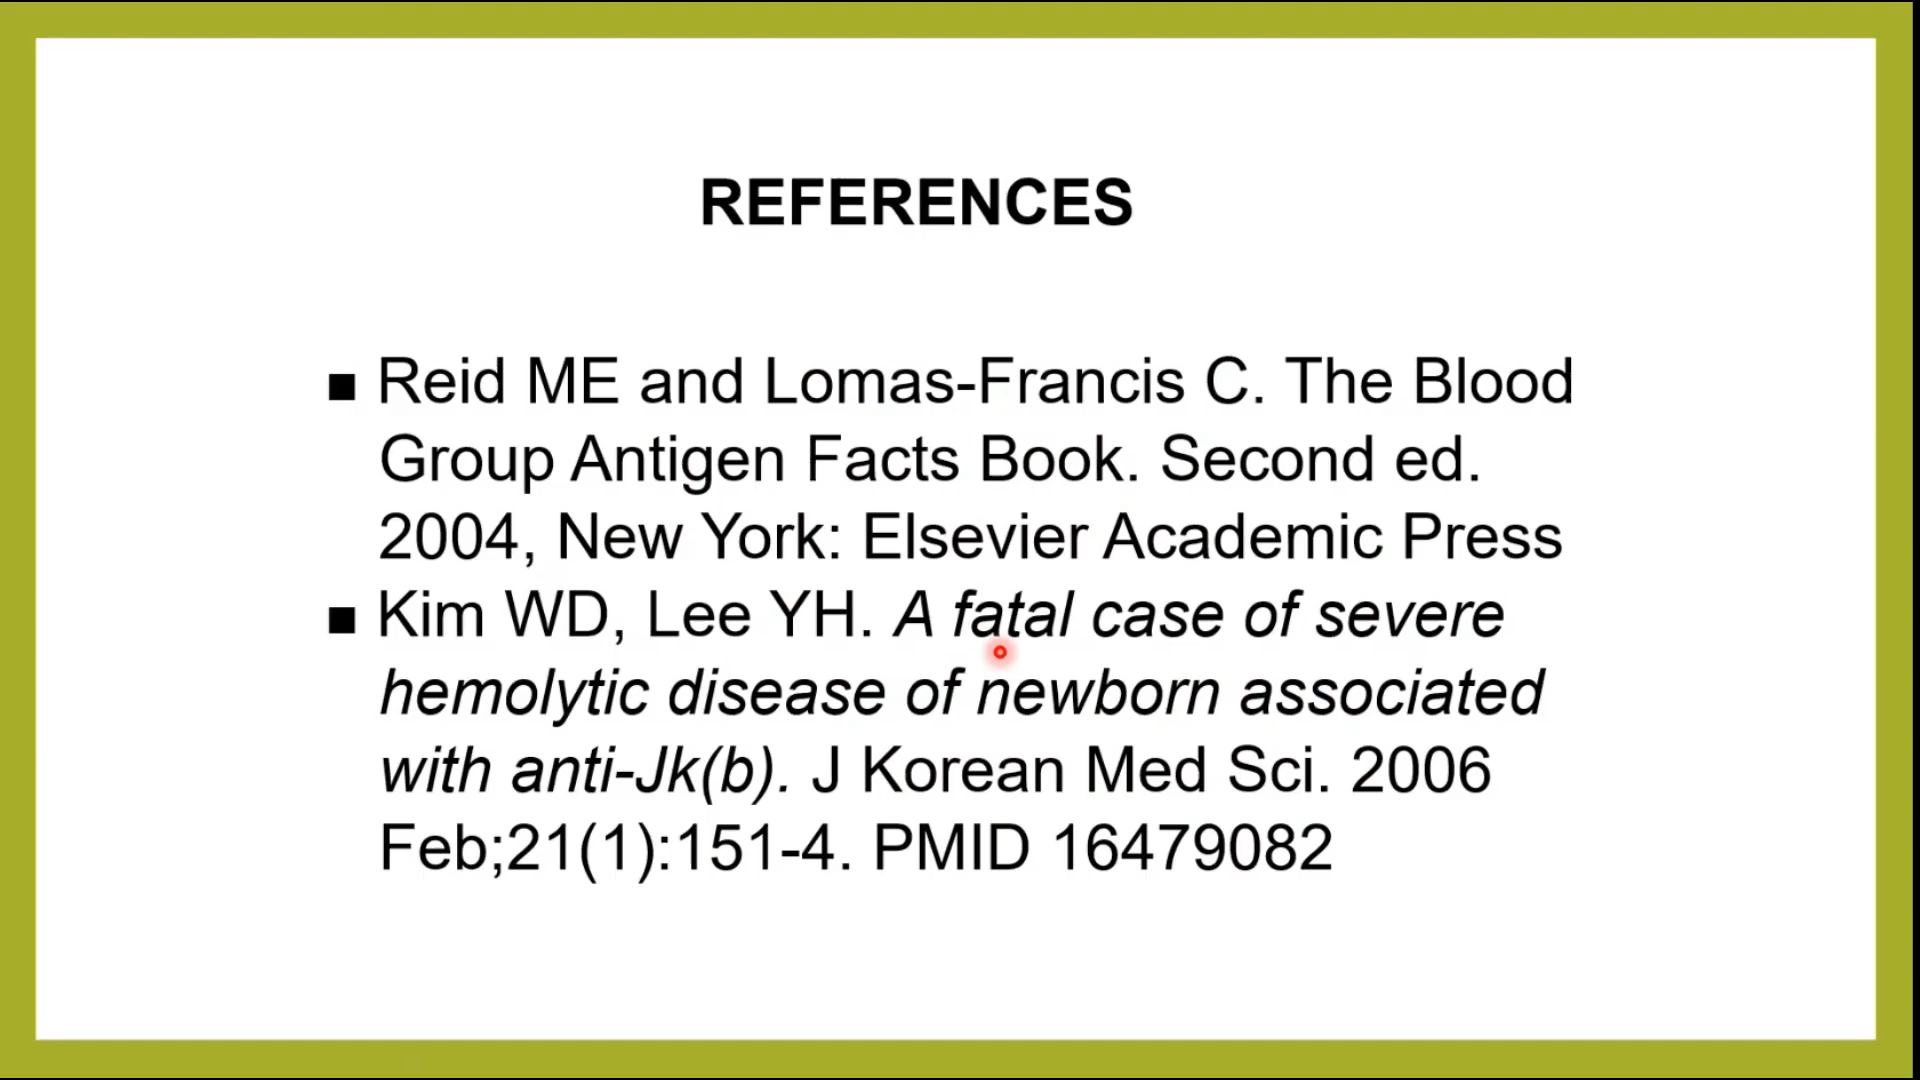 REFERENCES
■ Reid ME and Lomas-Francis C. The Blood
Group Antigen Facts Book. Second ed.
2004, New York: Elsevier Academic Press
■ Kim WD, Lee YH. A fatal case of severe
hemolytic disease of newborn associated
with anti-Jk(b). J Korean Med Sci. 2006
Feb;21(1):151-4. PMID 16479082